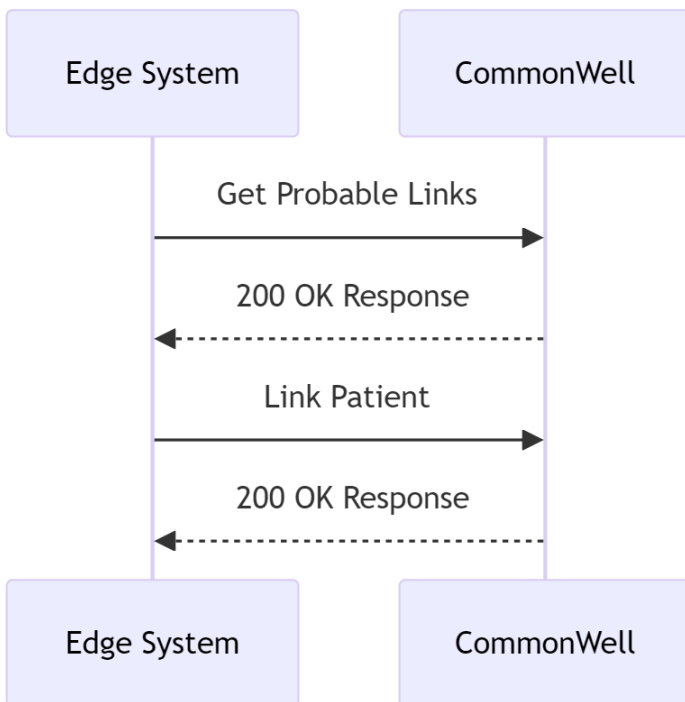 Edge System
CommonWell
Get Probable Links
200 OK Response
Link Patient
200 OK Response
Edge System
CommonWell